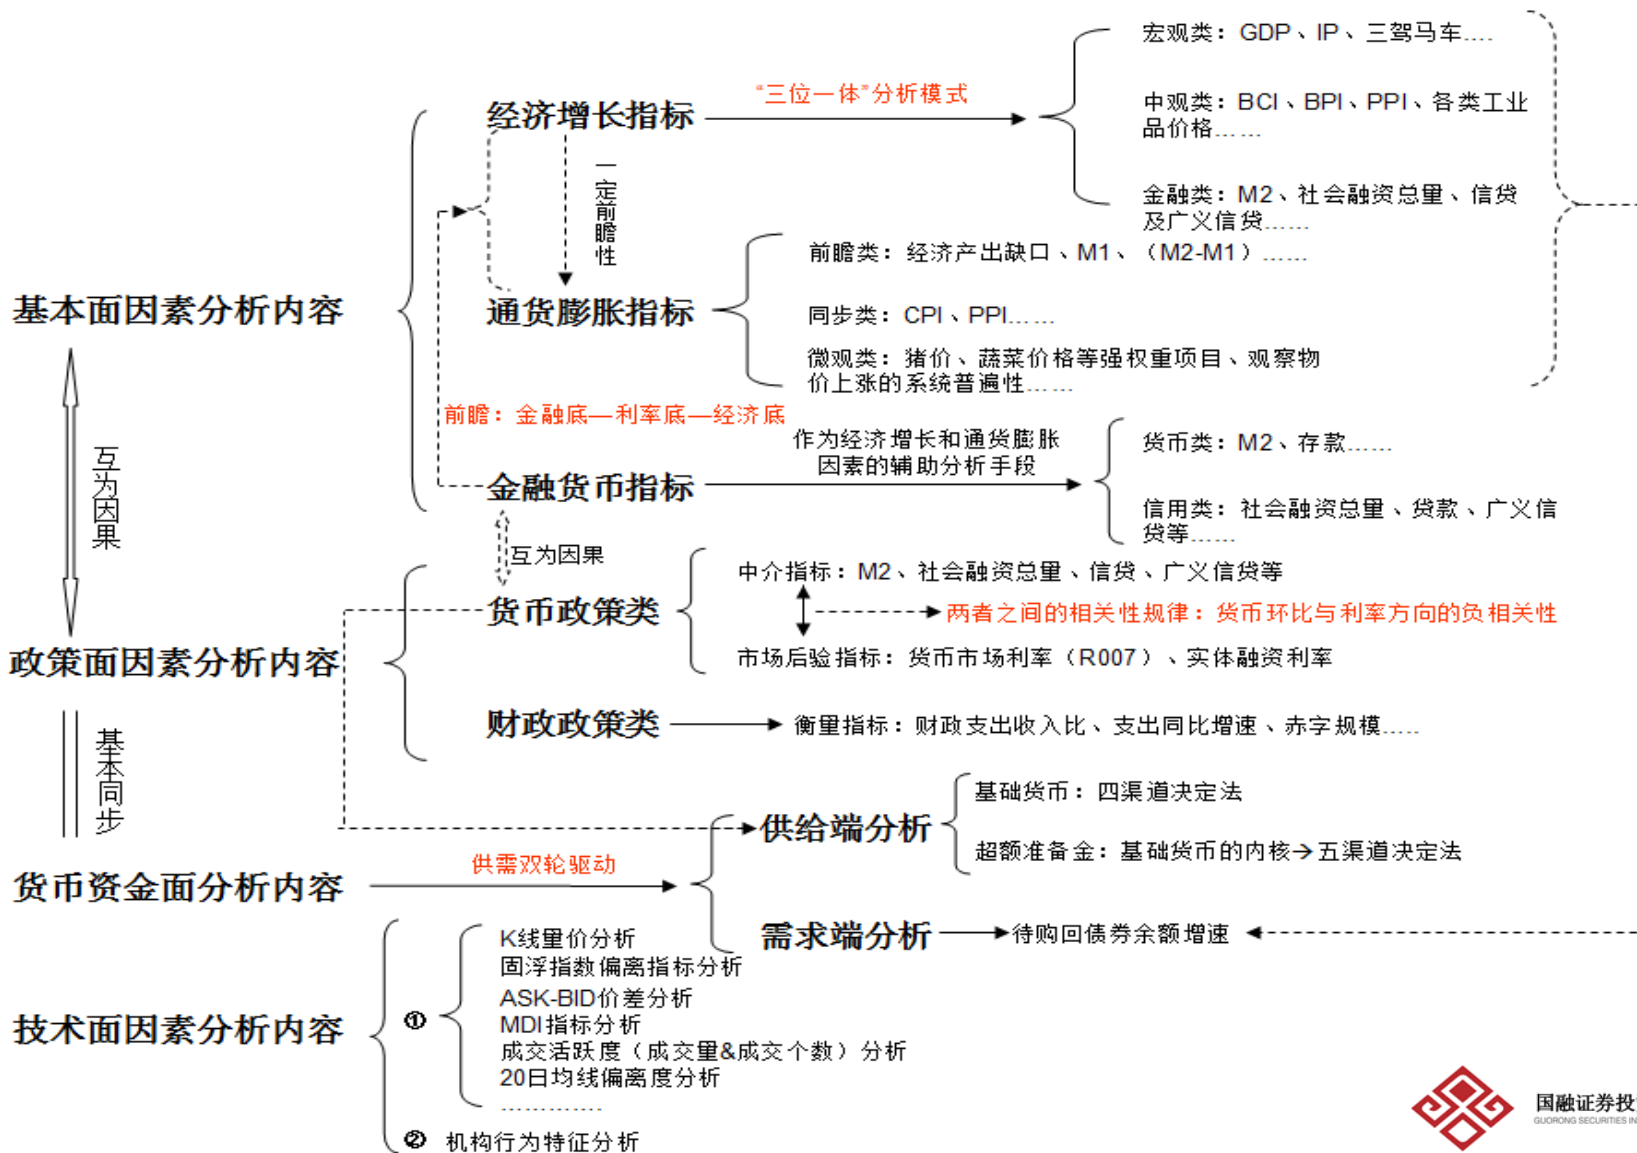 宏观类：GDP、IP、三驾马车....
“三位一体”分析模式
经济增长指标
中观类：BCI、BPI、PPI、各类工业
品价格……
一定前瞻性
金融类：M2、社会融资总量、信贷
及广义信贷……
前瞻类：经济产出缺口、M1、（M2-M1）……
基本面因素分析内容
通货膨胀指标
同步类：CPI、PPI……
微观类：猪价、蔬菜价格等强权重项目、观察物
价上涨的系统普遍性……
前瞻：金融底—利率底—经济底
作为经济增长和通货膨胀
因素的辅助分析手段
货币类：M2、存款……
互为因果
金融货币指标
信用类：社会融资总量、贷款、广义信
贷等……
互为因果
中介指标：M2、社会融资总量、信贷、广义信贷等
货币政策类
两者之间的相关性规律：货币环比与利率方向的负相关性
政策面因素分析内容
市场后验指标：货币市场利率（R007）、实体融资利率
财政政策类
衡量指标：财政支出收入比、支出同比增速、赤字规模.....
基本同步
基础货币：四渠道决定法
供给端分析
超额准备金：基础货币的内核→五渠道决定法
供需双轮驱动
货币资金面分析内容
需求端分析
待购回债券余额增速
K线量价分析
固浮指数偏离指标分析
ASK-BID价差分析
技术面因素分析内容
①
MDI指标分析
成交活跃度（成交量&成交个数）分析
20日均线偏离度分析
………….
② 机构行为特征分析
国融证券投
GUORONG SECURITIES IN